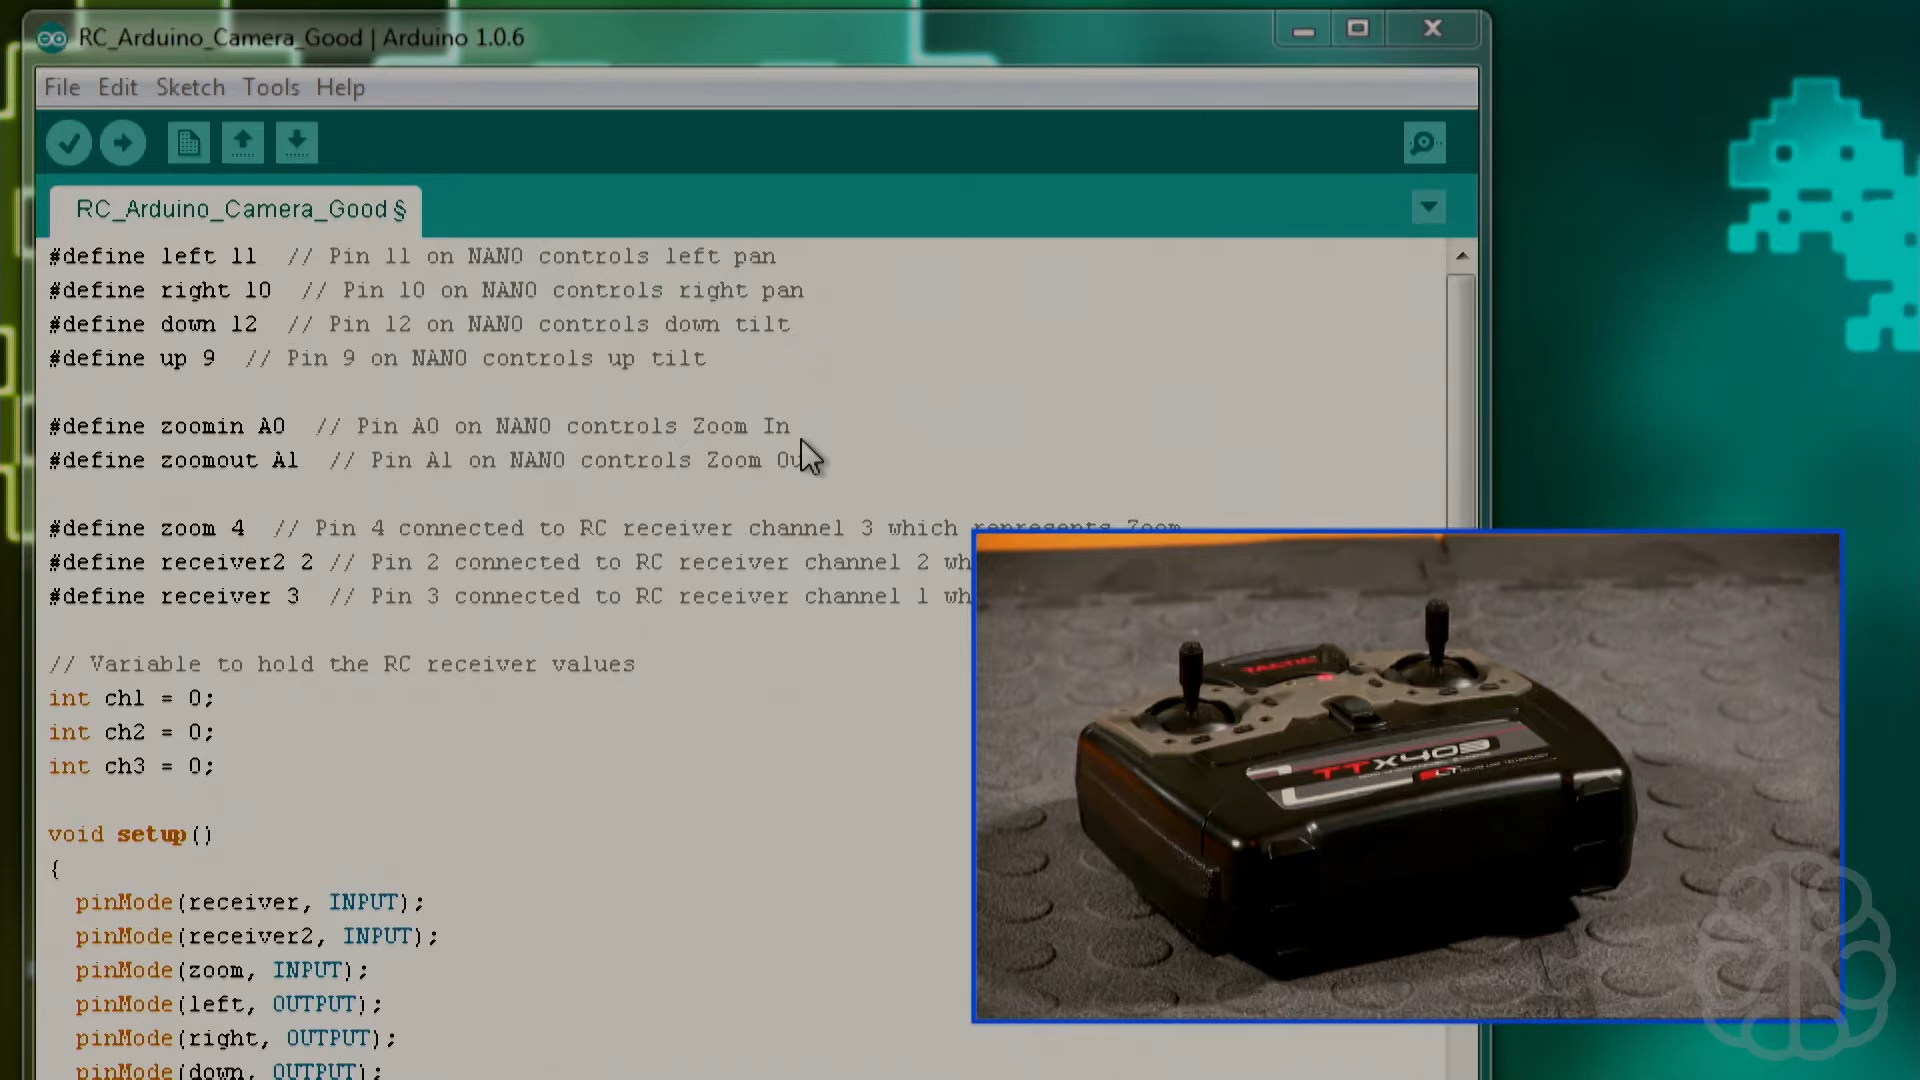 RC_Arduino_Camera_Good | Arduino 1.0.6
File Edit Sketch Tools Help
RC_Arduino_Camera_Good §
#define left 11 // Pin 11 on NANO controls left pan
#define right 10 // Pin 10 on NANO controls right pan
#define down 12 // Pin 12 on NANO controls down tilt
#define up 9 // Pin 9 on NANO controls up tilt
#define zoomin A0 // Pin A0 on NANO controls Zoom In
#define zoomout A1 // Pin A1 on NANO controls Zoom Ou
#define zoom 4 // Pin 4 connected to RC receiver channel 3 which represents Zoom
#define receiver2 2 // Pin 2 connected to RC receiver channel 2 wh
#define receiver 3 // Pin 3 connected to RC receiver channel 1 wh
// Variable to hold the RC receiver values
int ch1 = 0;
int ch2 = 0;
int ch3 = 0;
void setup()
{
pinMode(receiver, INPUT);
pinMode(receiver2, INPUT);
pinMode(zoom, INPUT);
pinMode(left, OUTPUT);
pinMode(right, OUTPUT);
pinMode(down, OUTPUT);
TACTIC
TTX403